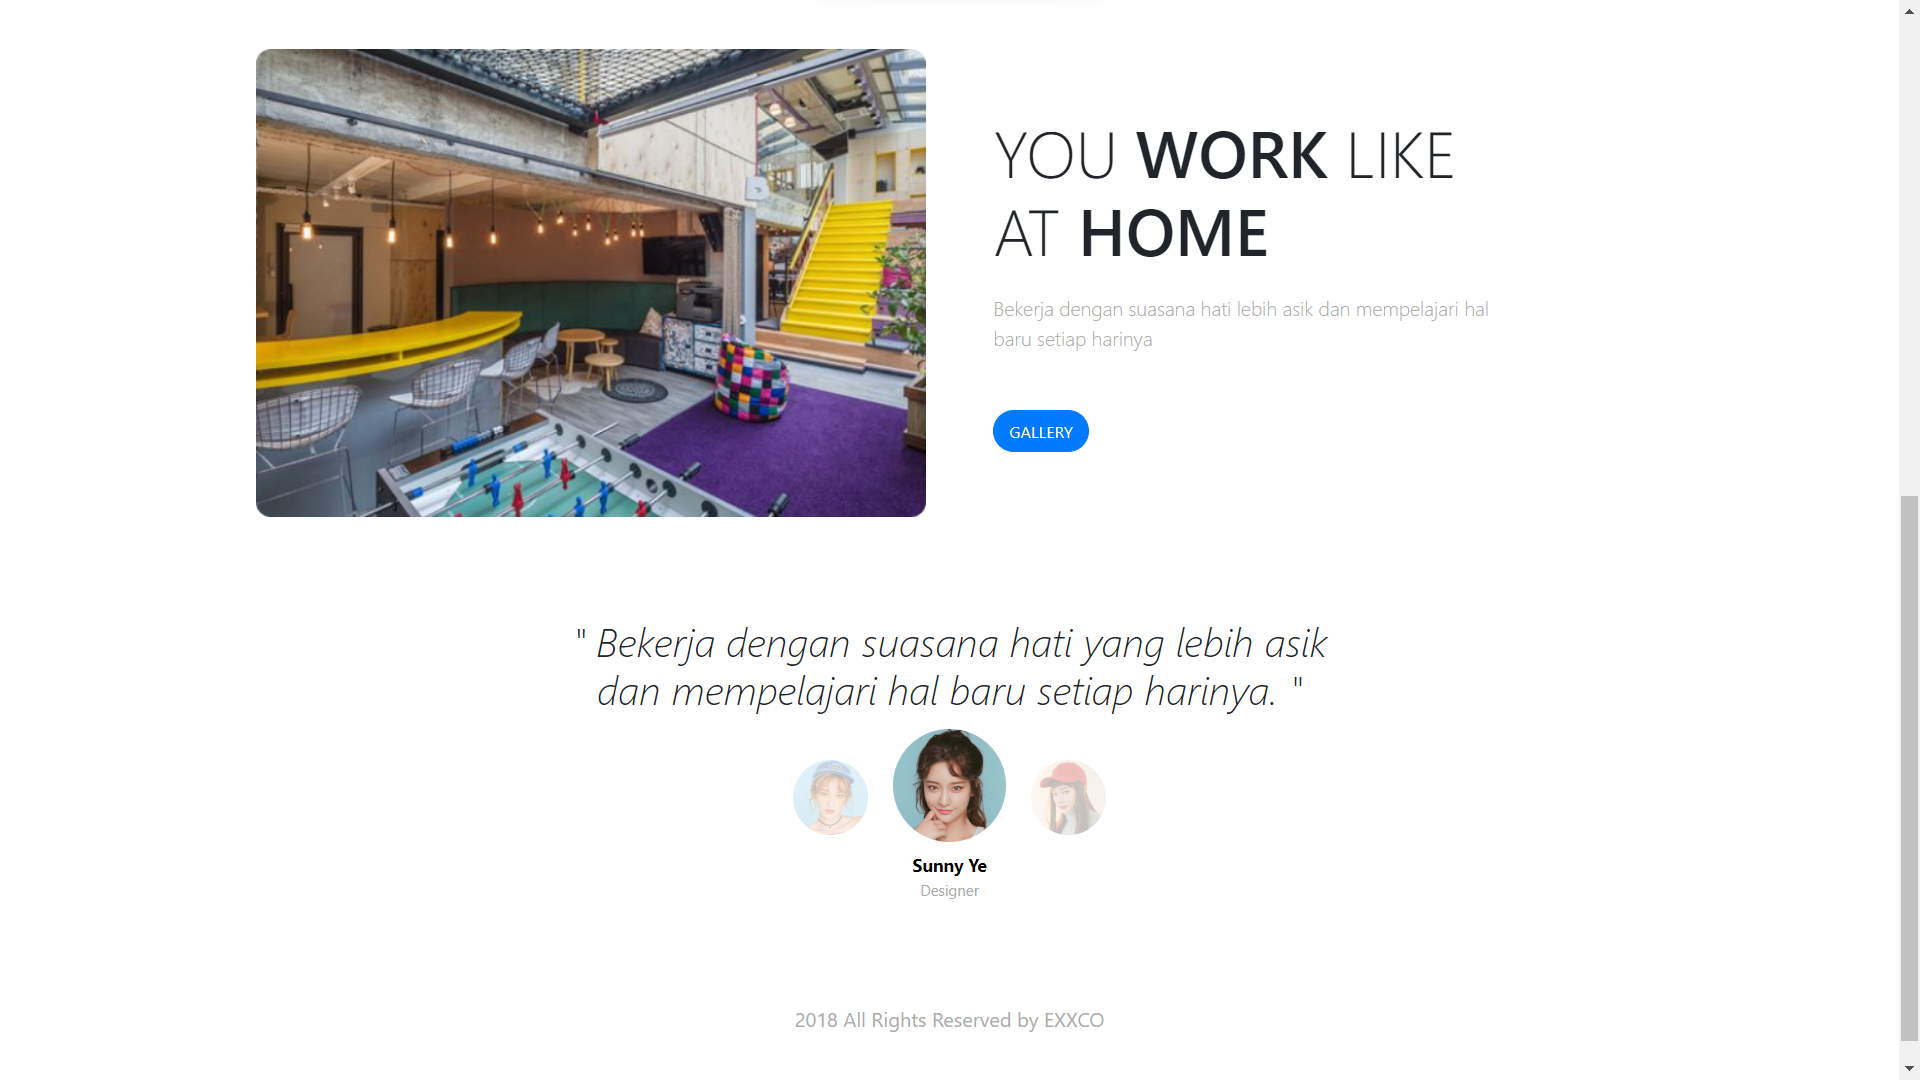 YOU WORK LIKE
AT HOME
Bekerja dengan suasana hati lebih asik dan mempelajari hal
baru setiap harinya
GALLERY
" Bekerja dengan suasana hati yang lebih asik
dan mempelajari hal baru setiap harinya. "
Sunny Ye
Designer
2018 All Rights Reserved by EXXCO